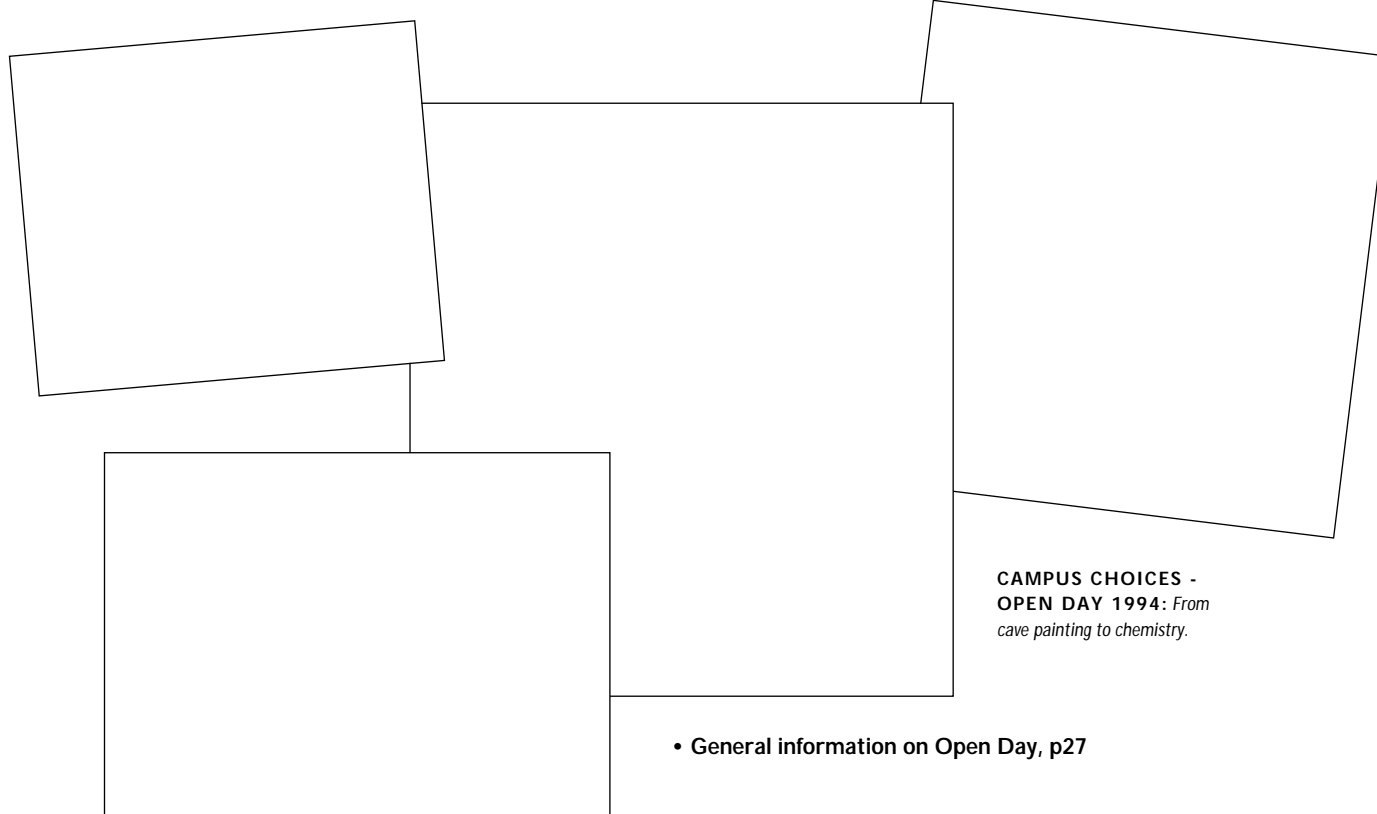 CAMPUS CHOICES -
OPEN DAY 1994: From
cave painting to chemistry.
• General information on Open Day, p27